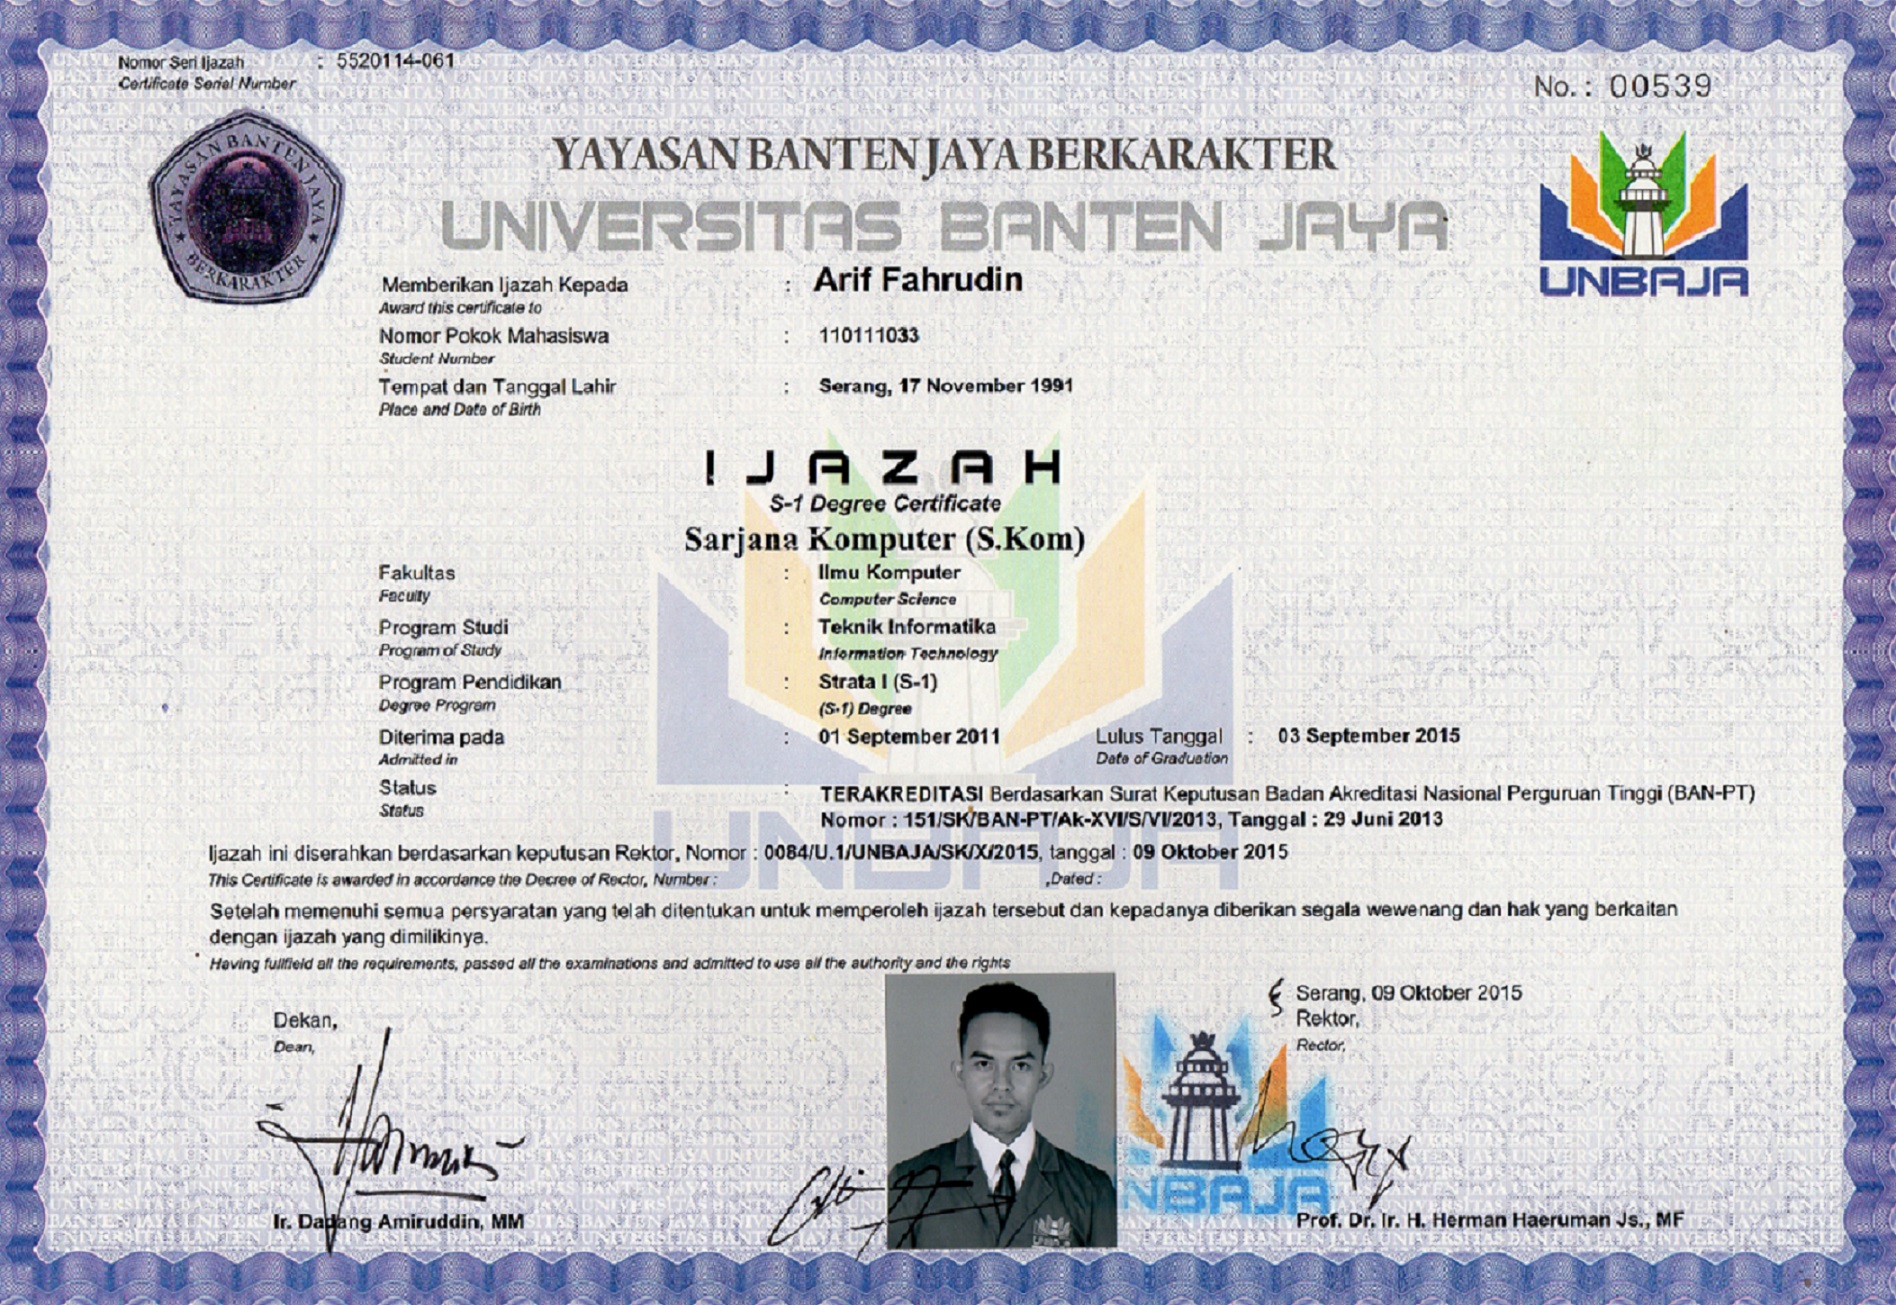 Nomor Seri Ijazah : 5520114-061
Certificate Serial Number
No. : 00539
YAYASAN BANTEN JAYA
BERKARAKTER
YAYASAN BANTEN JAYA BERKARAKTER
UNIVERSITAS BANTEN JAYA
UNBAJA
Memberikan Ijazah Kepada : Arif Fahrudin
Award this certificate to
Nomor Pokok Mahasiswa : 110111033
Student Number
Tempat dan Tanggal Lahir : Serang, 17 November 1991
Place and Date of Birth
IJAZAH
S-1 Degree Certificate
Sarjana Komputer (S.Kom)
Fakultas : Ilmu Komputer
Faculty Computer Science
Program Studi : Teknik Informatika
Program of Study Information Technology
Program Pendidikan : Strata I (S-1)
Degree Program (S-1) Degree
Diterima pada : 01 September 2011 Lulus Tanggal : 03 September 2015
Admitted in Date of Graduation
Status : TERAKREDITASI Berdasarkan Surat Keputusan Badan Akreditasi Nasional Perguruan Tinggi (BAN-PT)
Status Nomor : 151/SK/BAN-PT/Ak-XVI/S/VI/2013, Tanggal : 29 Juni 2013
UNBAJA
Ijazah ini diserahkan berdasarkan keputusan Rektor, Nomor : 0084/U.1/UNBAJA/SK/X/2015, tanggal : 09 Oktober 2015
This Certificate is awarded in accordance the Decree of Rector, Number : ,Dated :
Setelah memenuhi semua persyaratan yang telah ditentukan untuk memperoleh ijazah tersebut dan kepadanya diberikan segala wewenang dan hak yang berkaitan
dengan ijazah yang dimilikinya.
Having fullfield all the requirements, passed all the examinations and admitted to use all the authority and the rights
Serang, 09 Oktober 2015
Dekan, Rektor,
Dean, Rector,
NBAJA
Ir. Dadang Amiruddin, MM
Prof. Dr. Ir. H. Herman Haeruman Js., MF